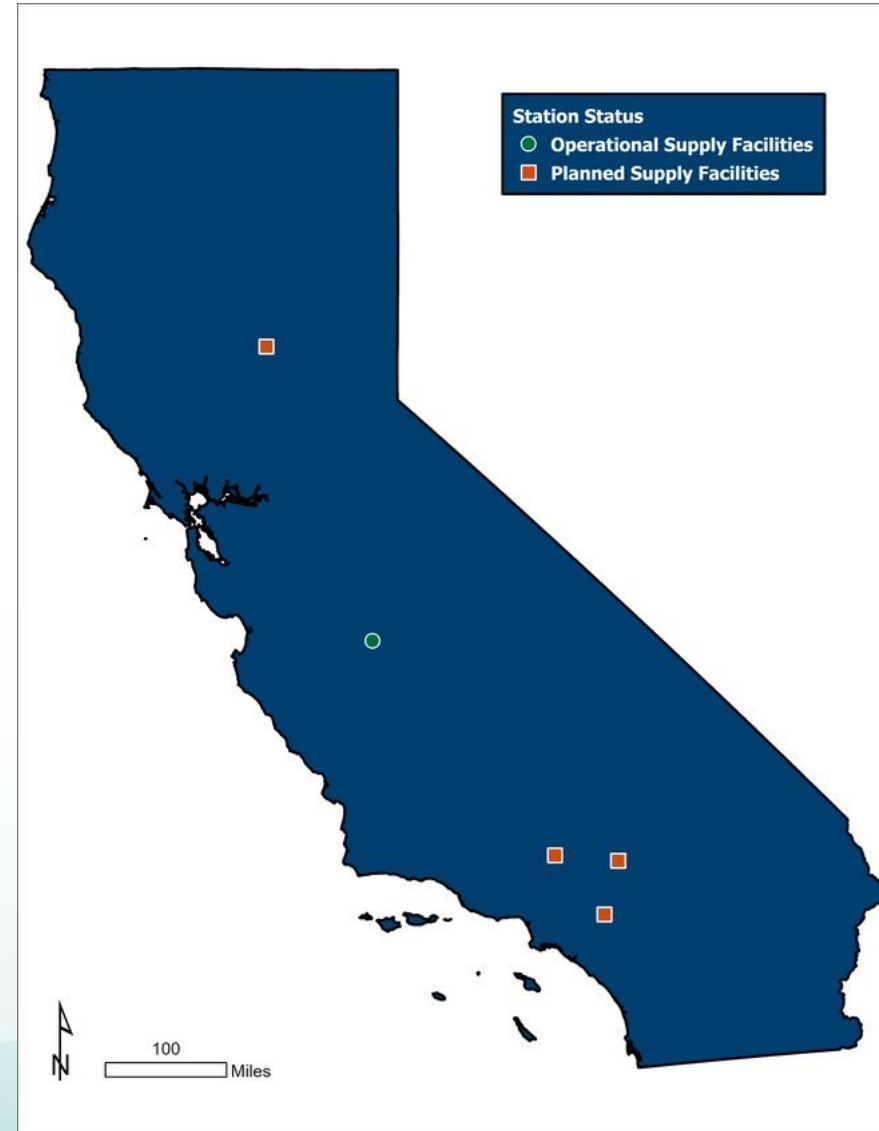 Station Status
Operational Supply Facilities
Planned Supply Facilities
N
100
Miles